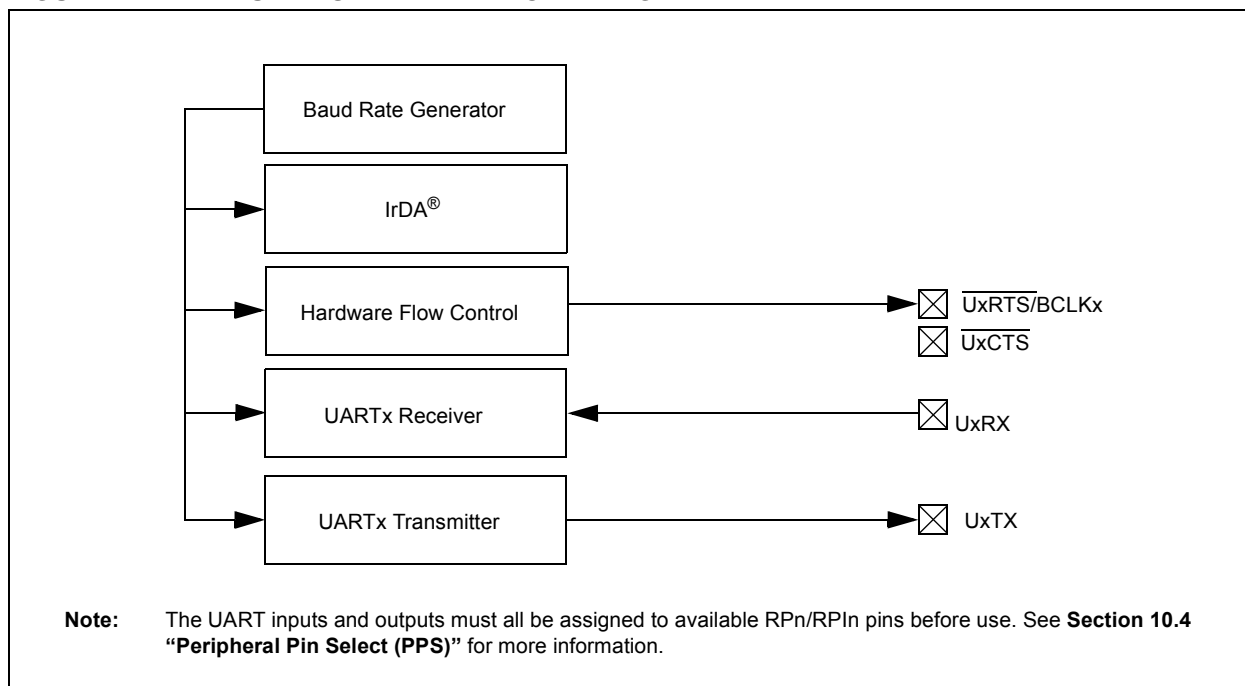 Baud Rate Generator
IrDA®
Hardware Flow Control
UxRTS/BCLKx
UxCTS
UARTx Receiver
UxRX
UARTx Transmitter
UxTX
Note: The UART inputs and outputs must all be assigned to available RPn/RPIn pins before use. See Section 10.4
“Peripheral Pin Select (PPS)” for more information.